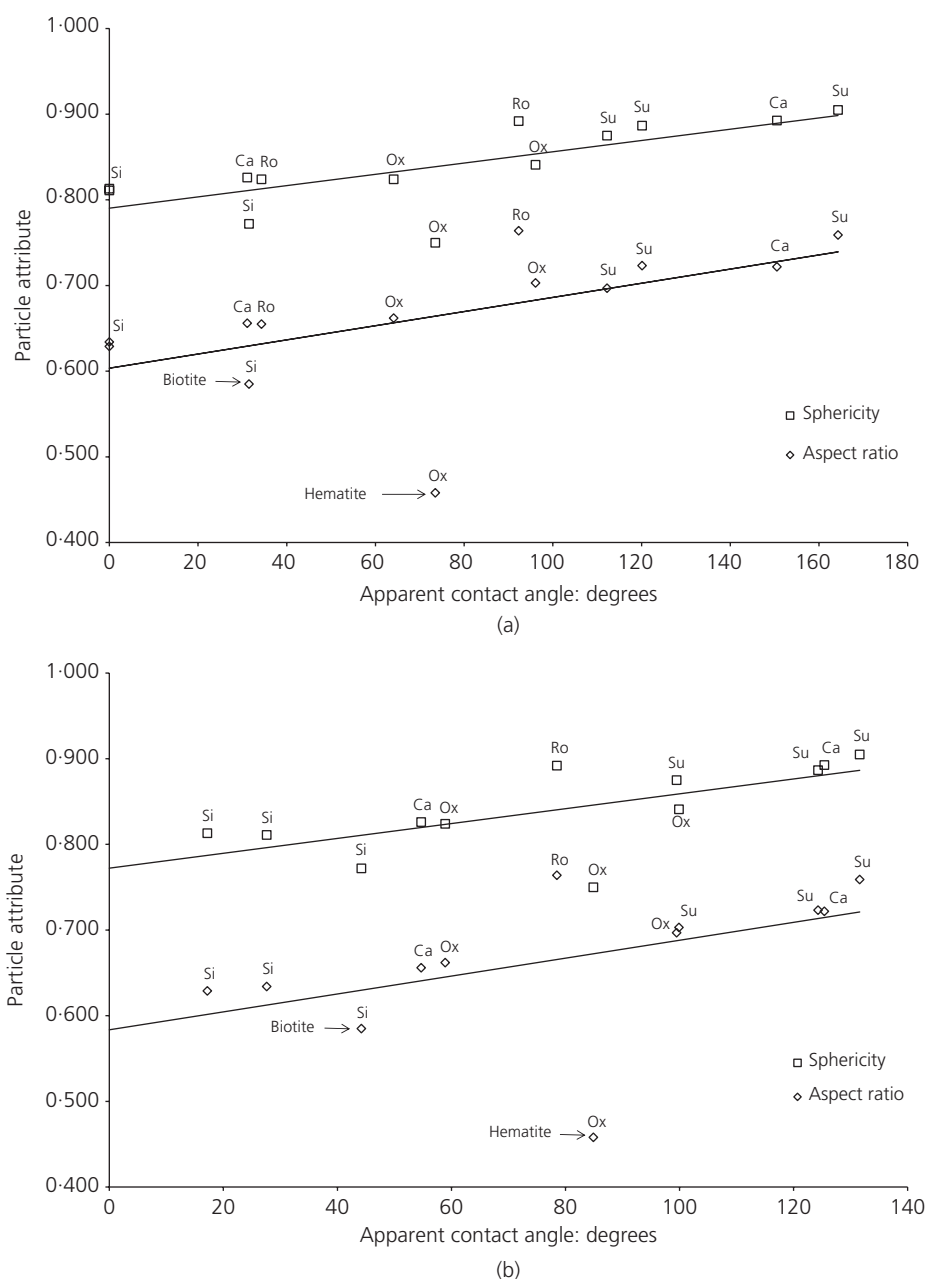 1·000
0·900
0·800
0·700
0·600
0·500
0·400
Particle attribute
Si
Ca Ro
Si
Ox
Ox
Ro
Ox
Su
Su
Ca
Su
Si
Ca Ro
Biotite
Si
Ox
Ro
Ox
Su
Su
Ca
Su
Hematite
Ox
Sphericity
Aspect ratio
0 20 40 60 80 100 120 140 160 180
Apparent contact angle: degrees
(a)
1·000
0·900
0·800
0·700
0·600
0·500
0·400
Particle attribute
Si
Si
Si
Ca Ox
Ro
Ox
Su
Ox
Su Ca
Su
Si
Si
Biotite
Si
Ca Ox
Ro
Ox Su
Su Ca
Su
Hematite
Ox
Sphericity
Aspect ratio
0 20 40 60 80 100 120 140
Apparent contact angle: degrees
(b)